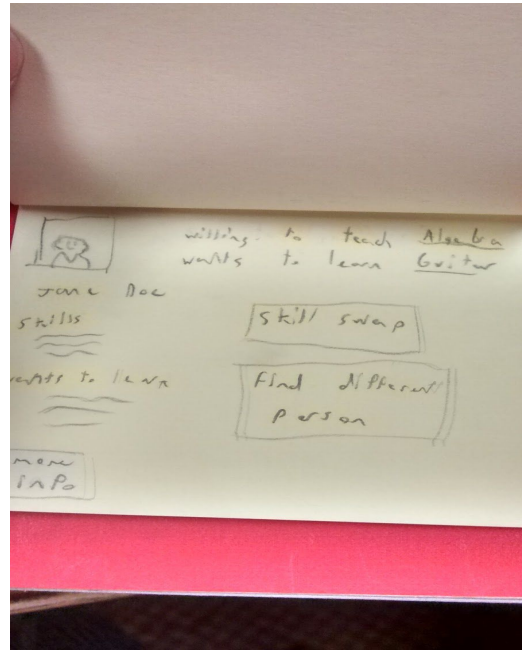 willing to teach Algebra
wants to learn Guitar
Jane Doe
Skills
wants to learn
more
info
Skill swap
Find different
person